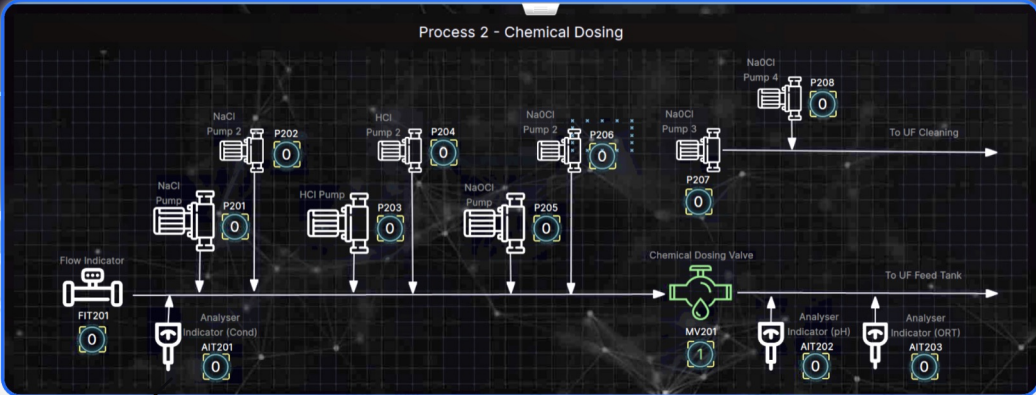 Process 2 - Chemical Dosing
Na0Cl
Pump 4
P208
0
NaCl
Pump 2
P202
0
HCl
Pump 2
P204
0
Na0Cl
Pump 2
P206
0
Na0Cl
Pump 3
P207
0
To UF Cleaning
NaCl
Pump
P201
0
HCl Pump
P203
0
NaOCl
Pump
P205
0
Flow Indicator
FIT201
0
Chemical Dosing Valve
MV201
1
To UF Feed Tank
Analyser
Indicator (Cond)
AIT201
0
Analyser
Indicator (pH)
AIT202
0
Analyser
Indicator (ORT)
AIT203
0